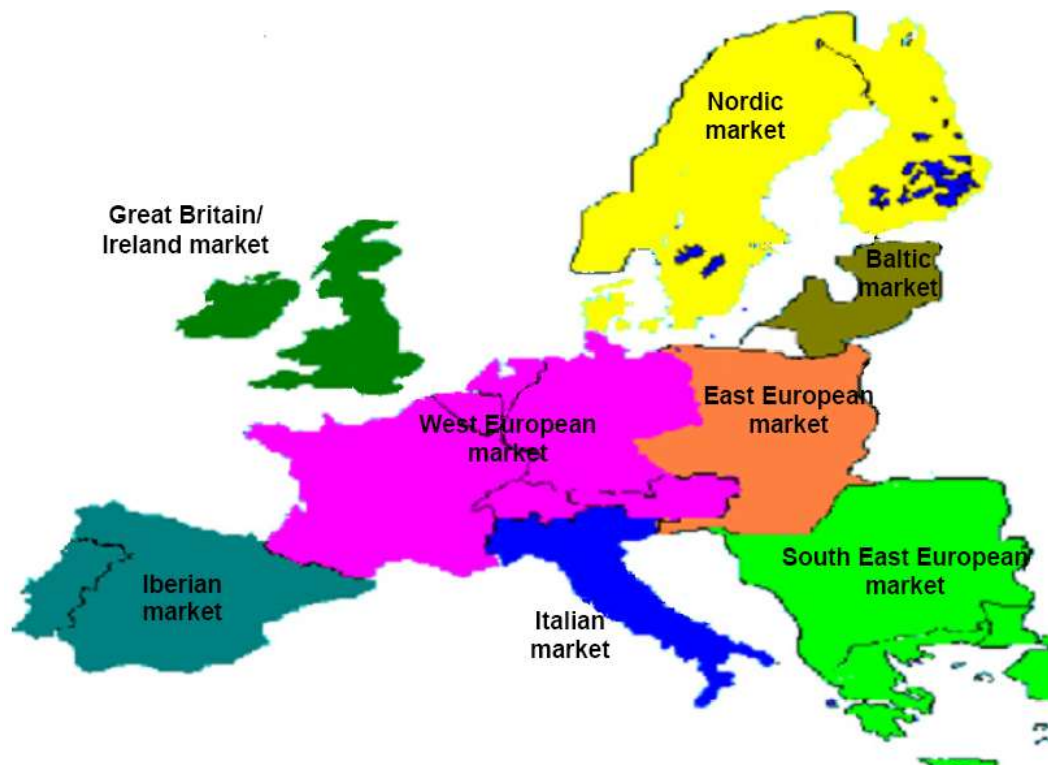 Nordic
market
Great Britain/
Ireland market
Baltic
market
East European
market
West European
market
South East European
market
Iberian
market
Italian
market